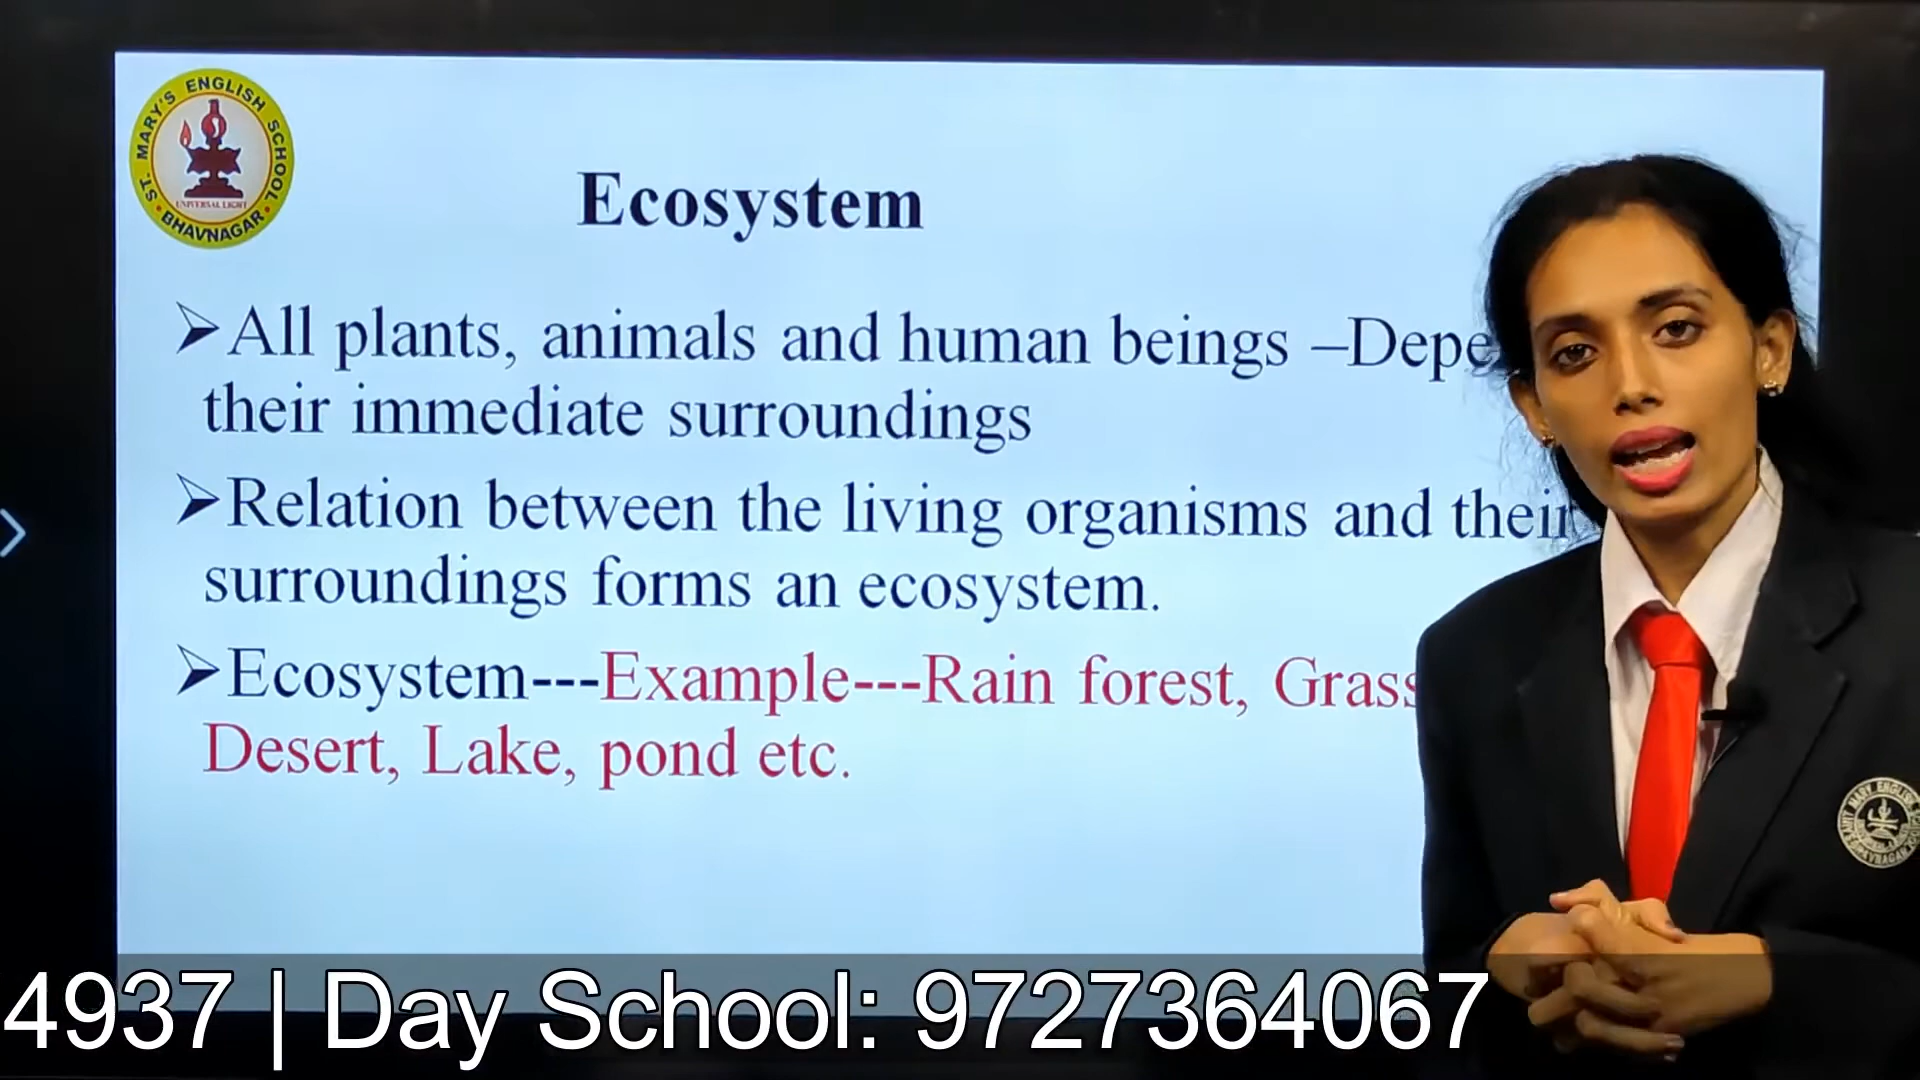 ST. MARY'S ENGLISH SCHOOL
UNIVERSAL LIGHT
BHAVNAGAR
Ecosystem
➢All plants, animals and human beings –Depe
their immediate surroundings
➢Relation between the living organisms and their
surroundings forms an ecosystem.
➢Ecosystem---Example---Rain forest, Grass
Desert, Lake, pond etc.
4937 | Day School: 9727364067